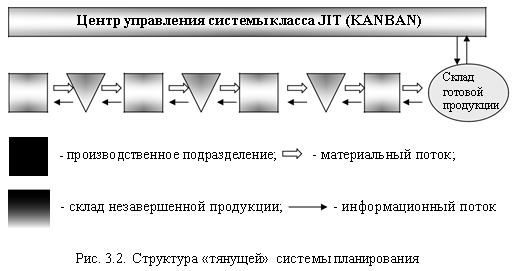 Центр управления системы класса JIT (KANBAN)
Склад
готовой
продукции
- производственное подразделение; - материальный поток;
- склад незавершенной продукции; - информационный поток
Рис. 3.2. Структура «тянущей» системы планирования